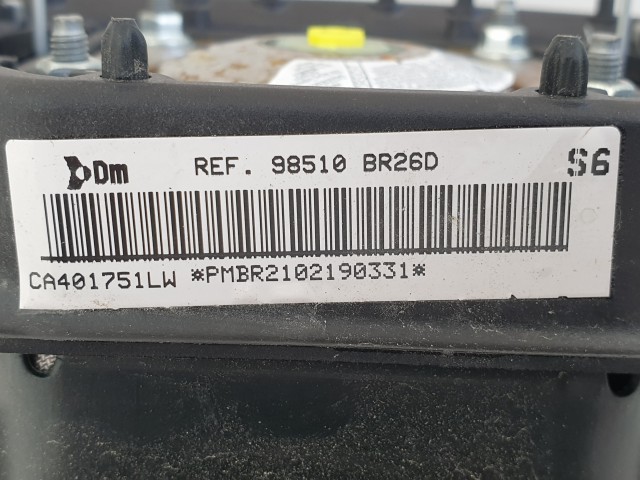 Dm REF. 98510 BR26D S6
CA401751LW *PMBR2102190331*